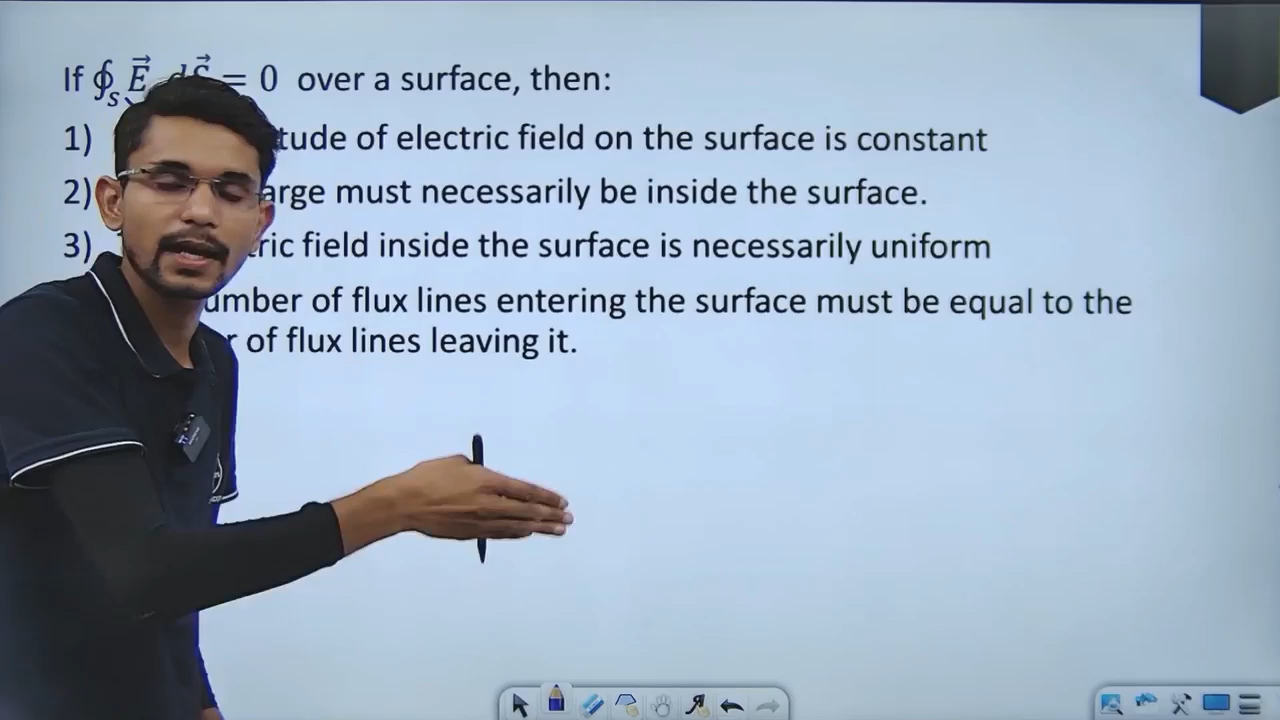 If ∮ₛ E⃗ dS⃗ = 0 over a surface, then:
1) tude of electric field on the surface is constant
2) arge must necessarily be inside the surface.
3) ric field inside the surface is necessarily uniform
umber of flux lines entering the surface must be equal to the
r of flux lines leaving it.